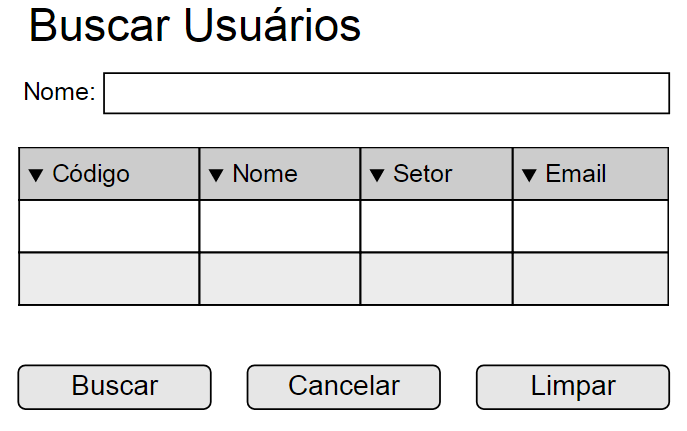 Buscar Usuários
Nome:
Código Nome Setor Email
Buscar Cancelar Limpar